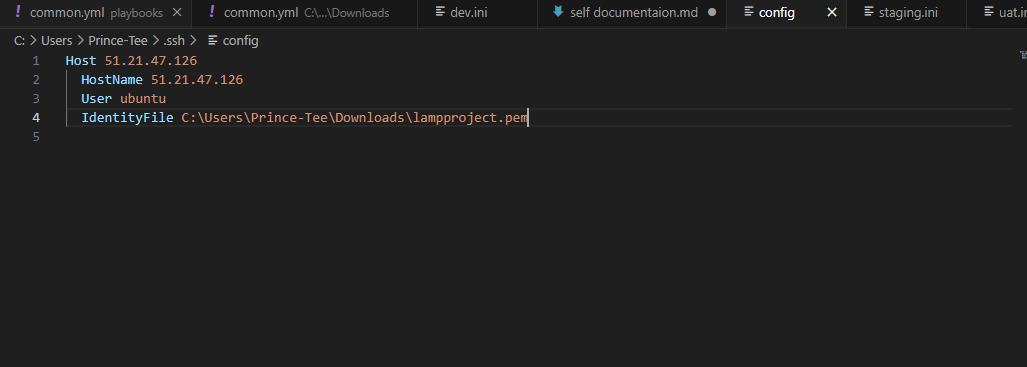 ! common.yml playbooks × ! common.yml C:\...\Downloads dev.ini self documentaion.md ● config × staging.ini uat.in
C: > Users > Prince-Tee > .ssh > config
1 Host 51.21.47.126
2 HostName 51.21.47.126
3 User ubuntu
4 IdentityFile C:\Users\Prince-Tee\Downloads\lampproject.pem
5